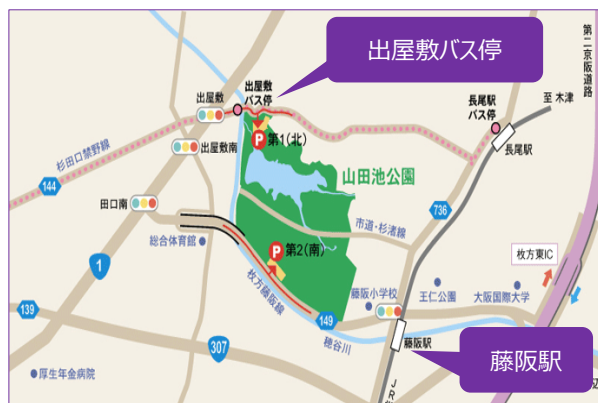 出屋敷バス停
第二京阪道路
出屋敷
バス停
出屋敷
長尾駅
バス停
至 木津
杉田口禁野線
出屋敷南
第1(北)
長尾駅
山田池公園
144
田口南
736
市道・杉渚線
総合体育館
第2(南)
枚方東IC
1
枚方藤阪線
藤阪小学校
王仁公園
大阪国際大学
139
149
穂谷川
307
藤阪駅
藤阪駅
厚生年金病院